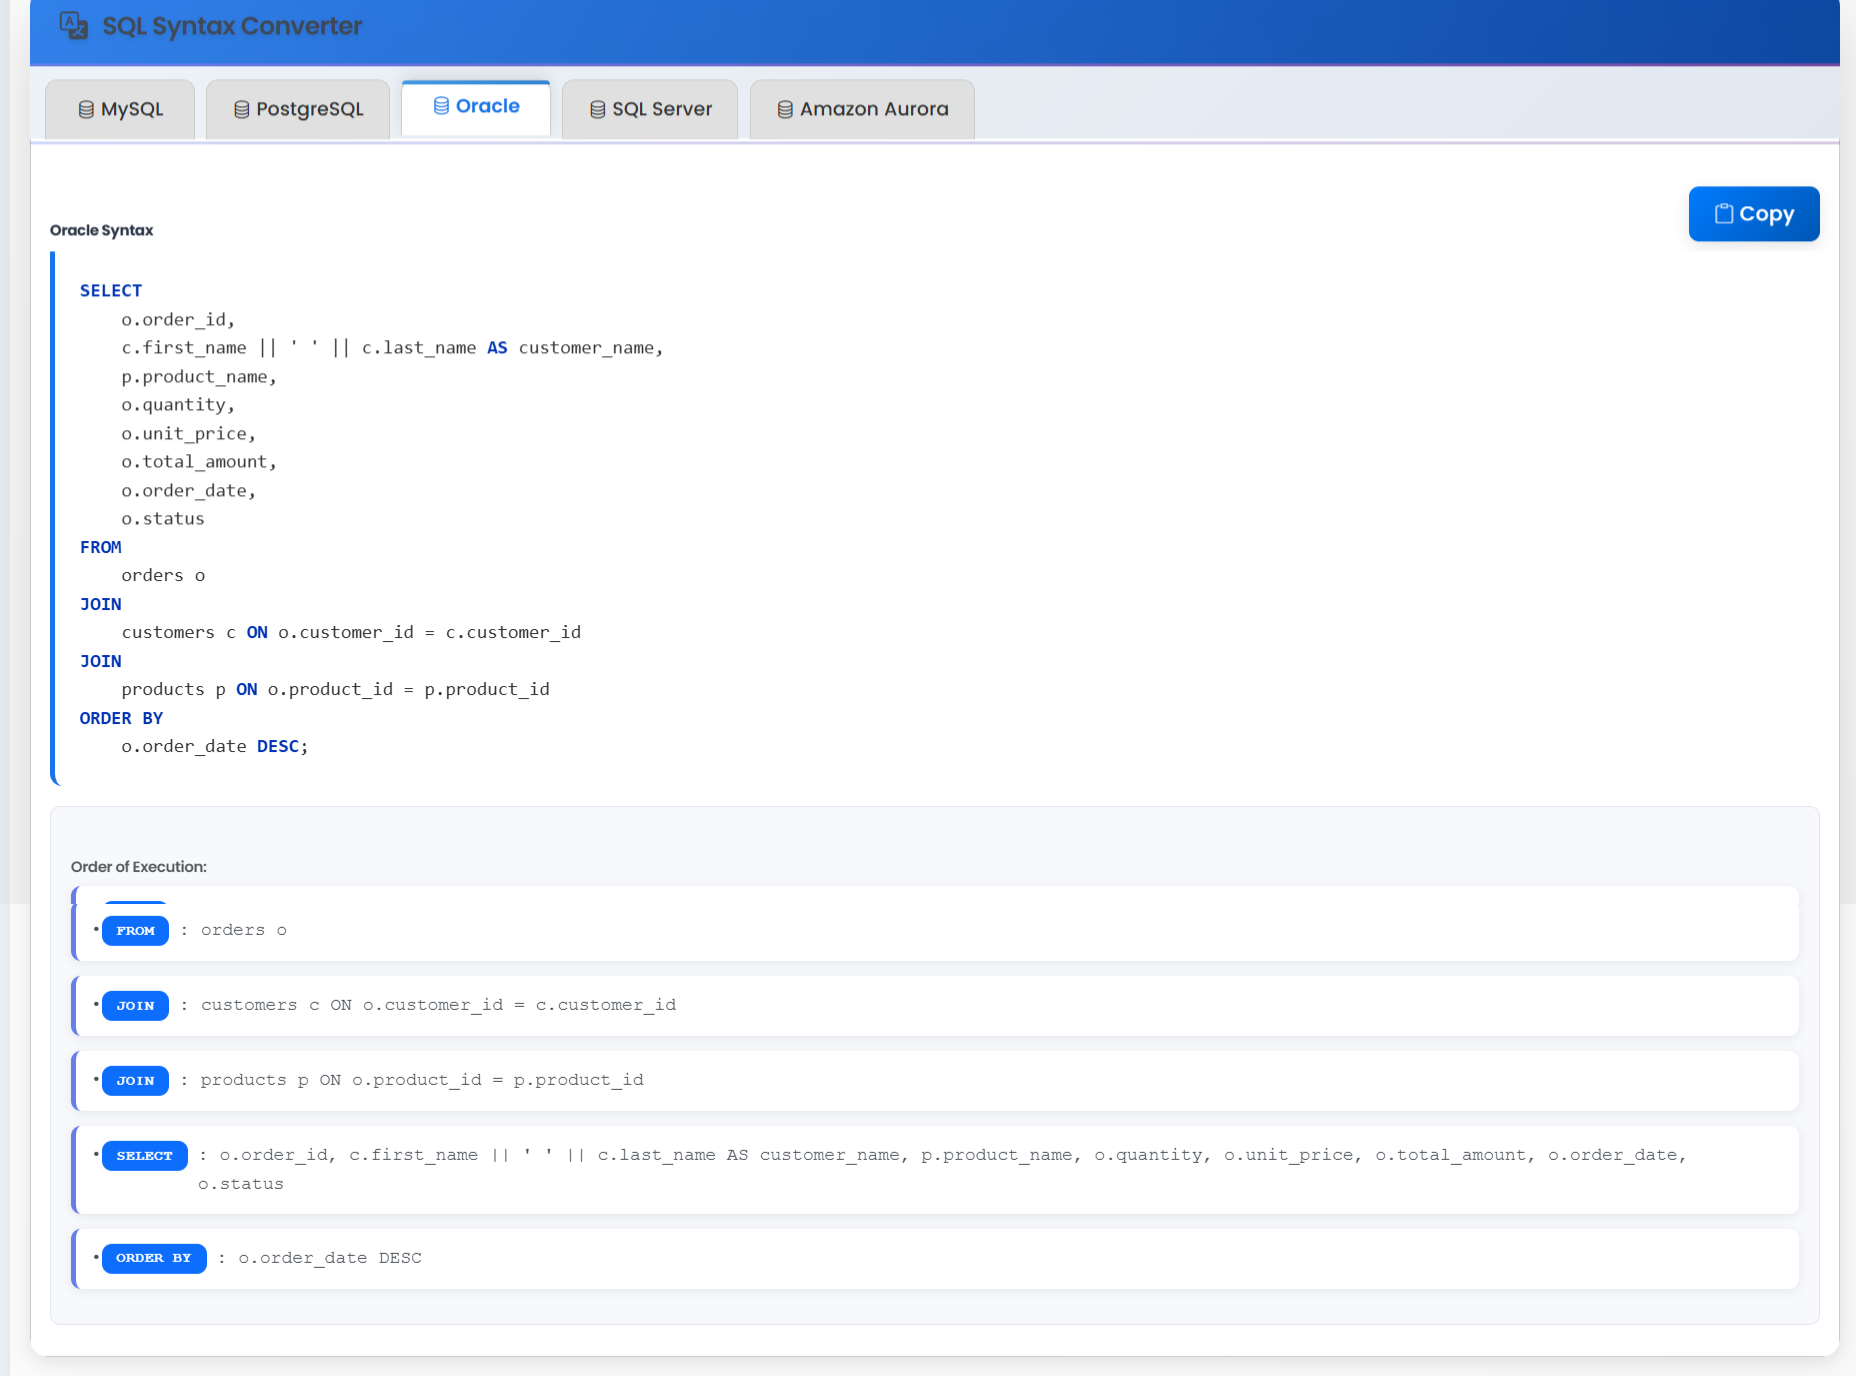 SQL Syntax Converter
MySQL
PostgreSQL
Oracle
SQL Server
Amazon Aurora
Copy
Oracle Syntax
SELECT
    o.order_id,
    c.first_name || ' ' || c.last_name AS customer_name,
    p.product_name,
    o.quantity,
    o.unit_price,
    o.total_amount,
    o.order_date,
    o.status
FROM
    orders o
JOIN
    customers c ON o.customer_id = c.customer_id
JOIN
    products p ON o.product_id = p.product_id
ORDER BY
    o.order_date DESC;
Order of Execution:
• FROM : orders o
• JOIN : customers c ON o.customer_id = c.customer_id
• JOIN : products p ON o.product_id = p.product_id
• SELECT : o.order_id, c.first_name || ' ' || c.last_name AS customer_name, p.product_name, o.quantity, o.unit_price, o.total_amount, o.order_date,
o.status
• ORDER BY : o.order_date DESC